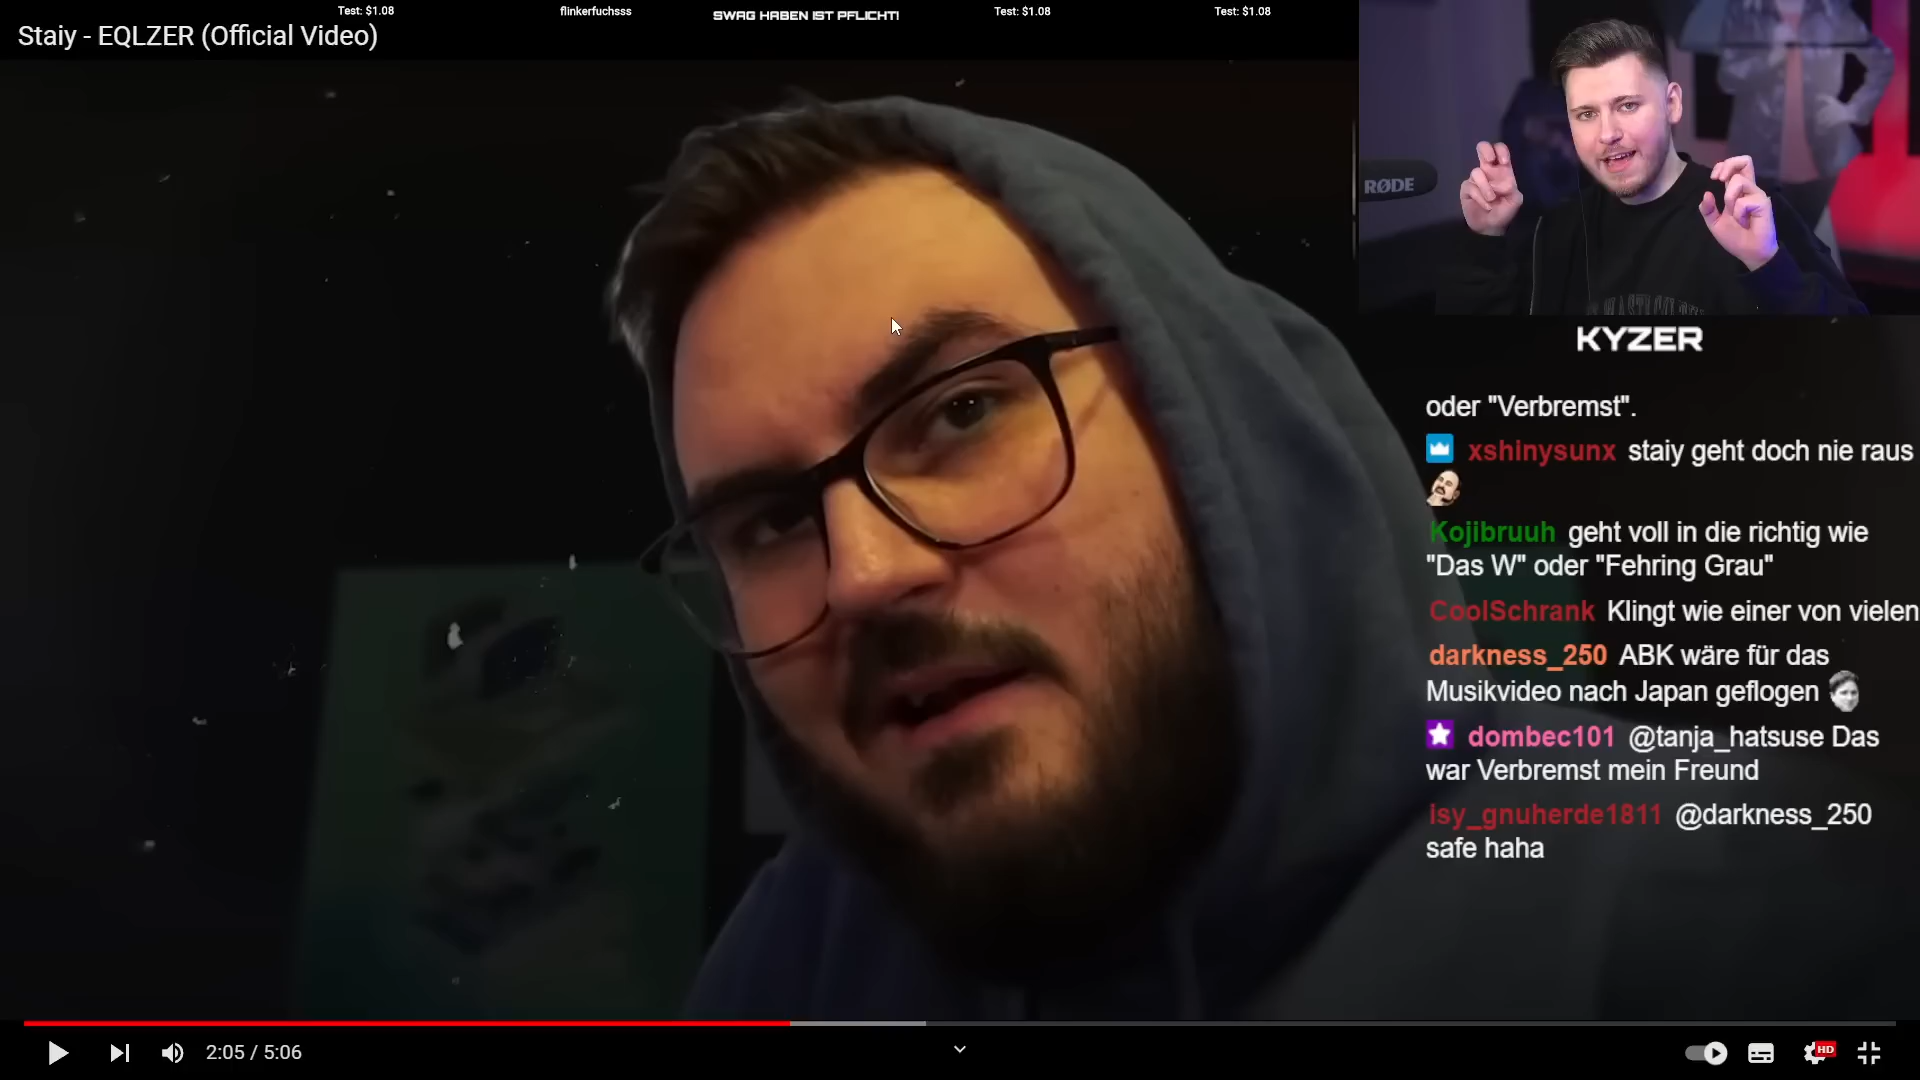 Test: $1.08
flinkerfuchsss
SWAG HABEN IST PFLICHT!
Test: $1.08
Test: $1.08
Staiy - EQLZER (Official Video)
RØDE
KYZER
oder "Verbremst".
xshinysunx staiy geht doch nie raus
Kojibruuh geht voll in die richtig wie
"Das W" oder "Fehring Grau"
CoolSchrank Klingt wie einer von vielen
darkness_250 ABK wäre für das
Musikvideo nach Japan geflogen
dombec101 @tanja_hatsuse Das
war Verbremst mein Freund
isy_gnuherde1811 @darkness_250
safe haha
2:05 / 5:06
HD